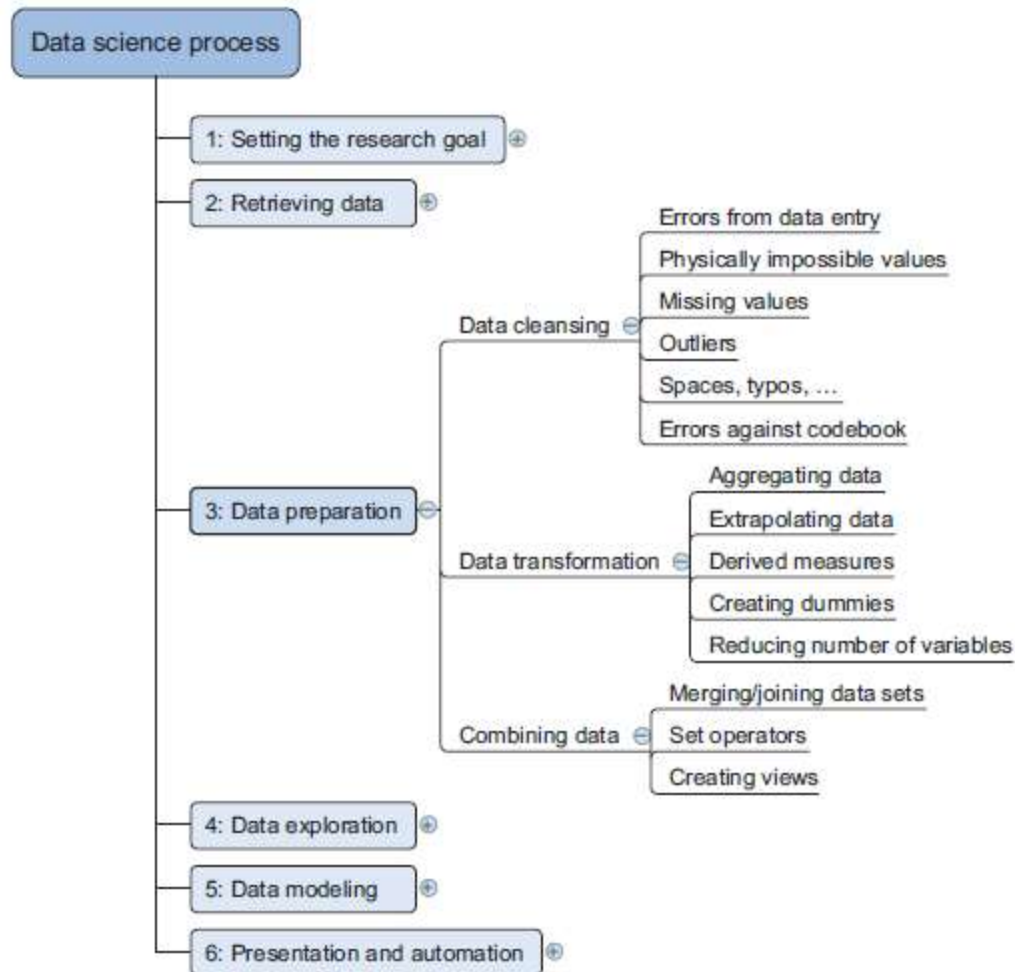 Data science process
1: Setting the research goal
2: Retrieving data
Errors from data entry
Physically impossible values
Missing values
Data cleansing
Outliers
Spaces, typos, …
Errors against codebook
Aggregating data
3: Data preparation
Extrapolating data
Data transformation
Derived measures
Creating dummies
Reducing number of variables
Merging/joining data sets
Combining data
Set operators
Creating views
4: Data exploration
5: Data modeling
6: Presentation and automation